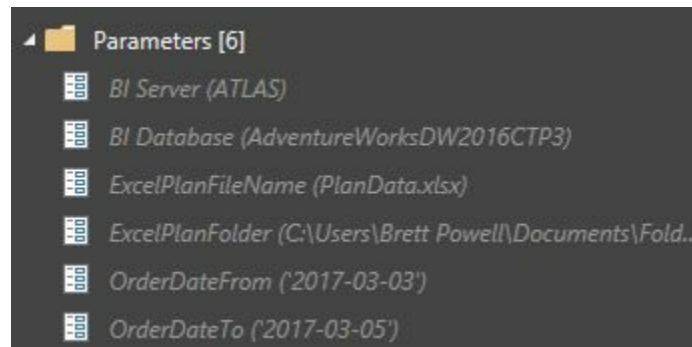 Parameters [6]
BI Server (ATLAS)
BI Database (AdventureWorksDW2016CTP3)
ExcelPlanFileName (PlanData.xlsx)
ExcelPlanFolder (C:\Users\Brett Powell\Documents\Fold...
OrderDateFrom ('2017-03-03')
OrderDateTo ('2017-03-05')